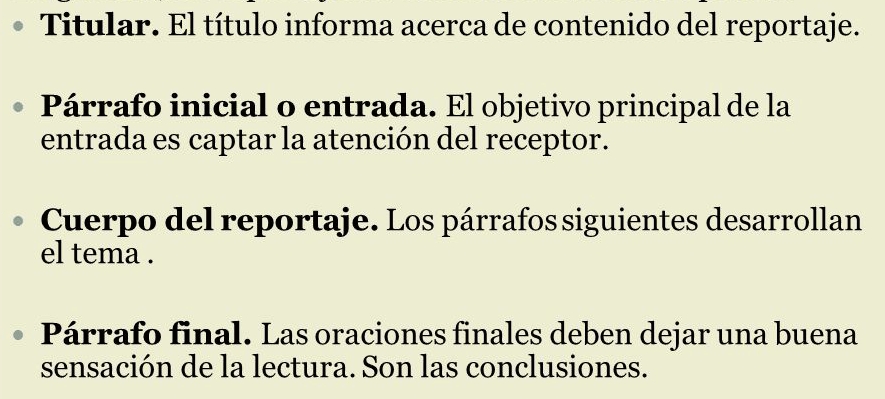 • Titular. El título informa acerca de contenido del reportaje.
• Párrafo inicial o entrada. El objetivo principal de la
entrada es captar la atención del receptor.
• Cuerpo del reportaje. Los párrafos siguientes desarrollan
el tema .
• Párrafo final. Las oraciones finales deben dejar una buena
sensación de la lectura. Son las conclusiones.